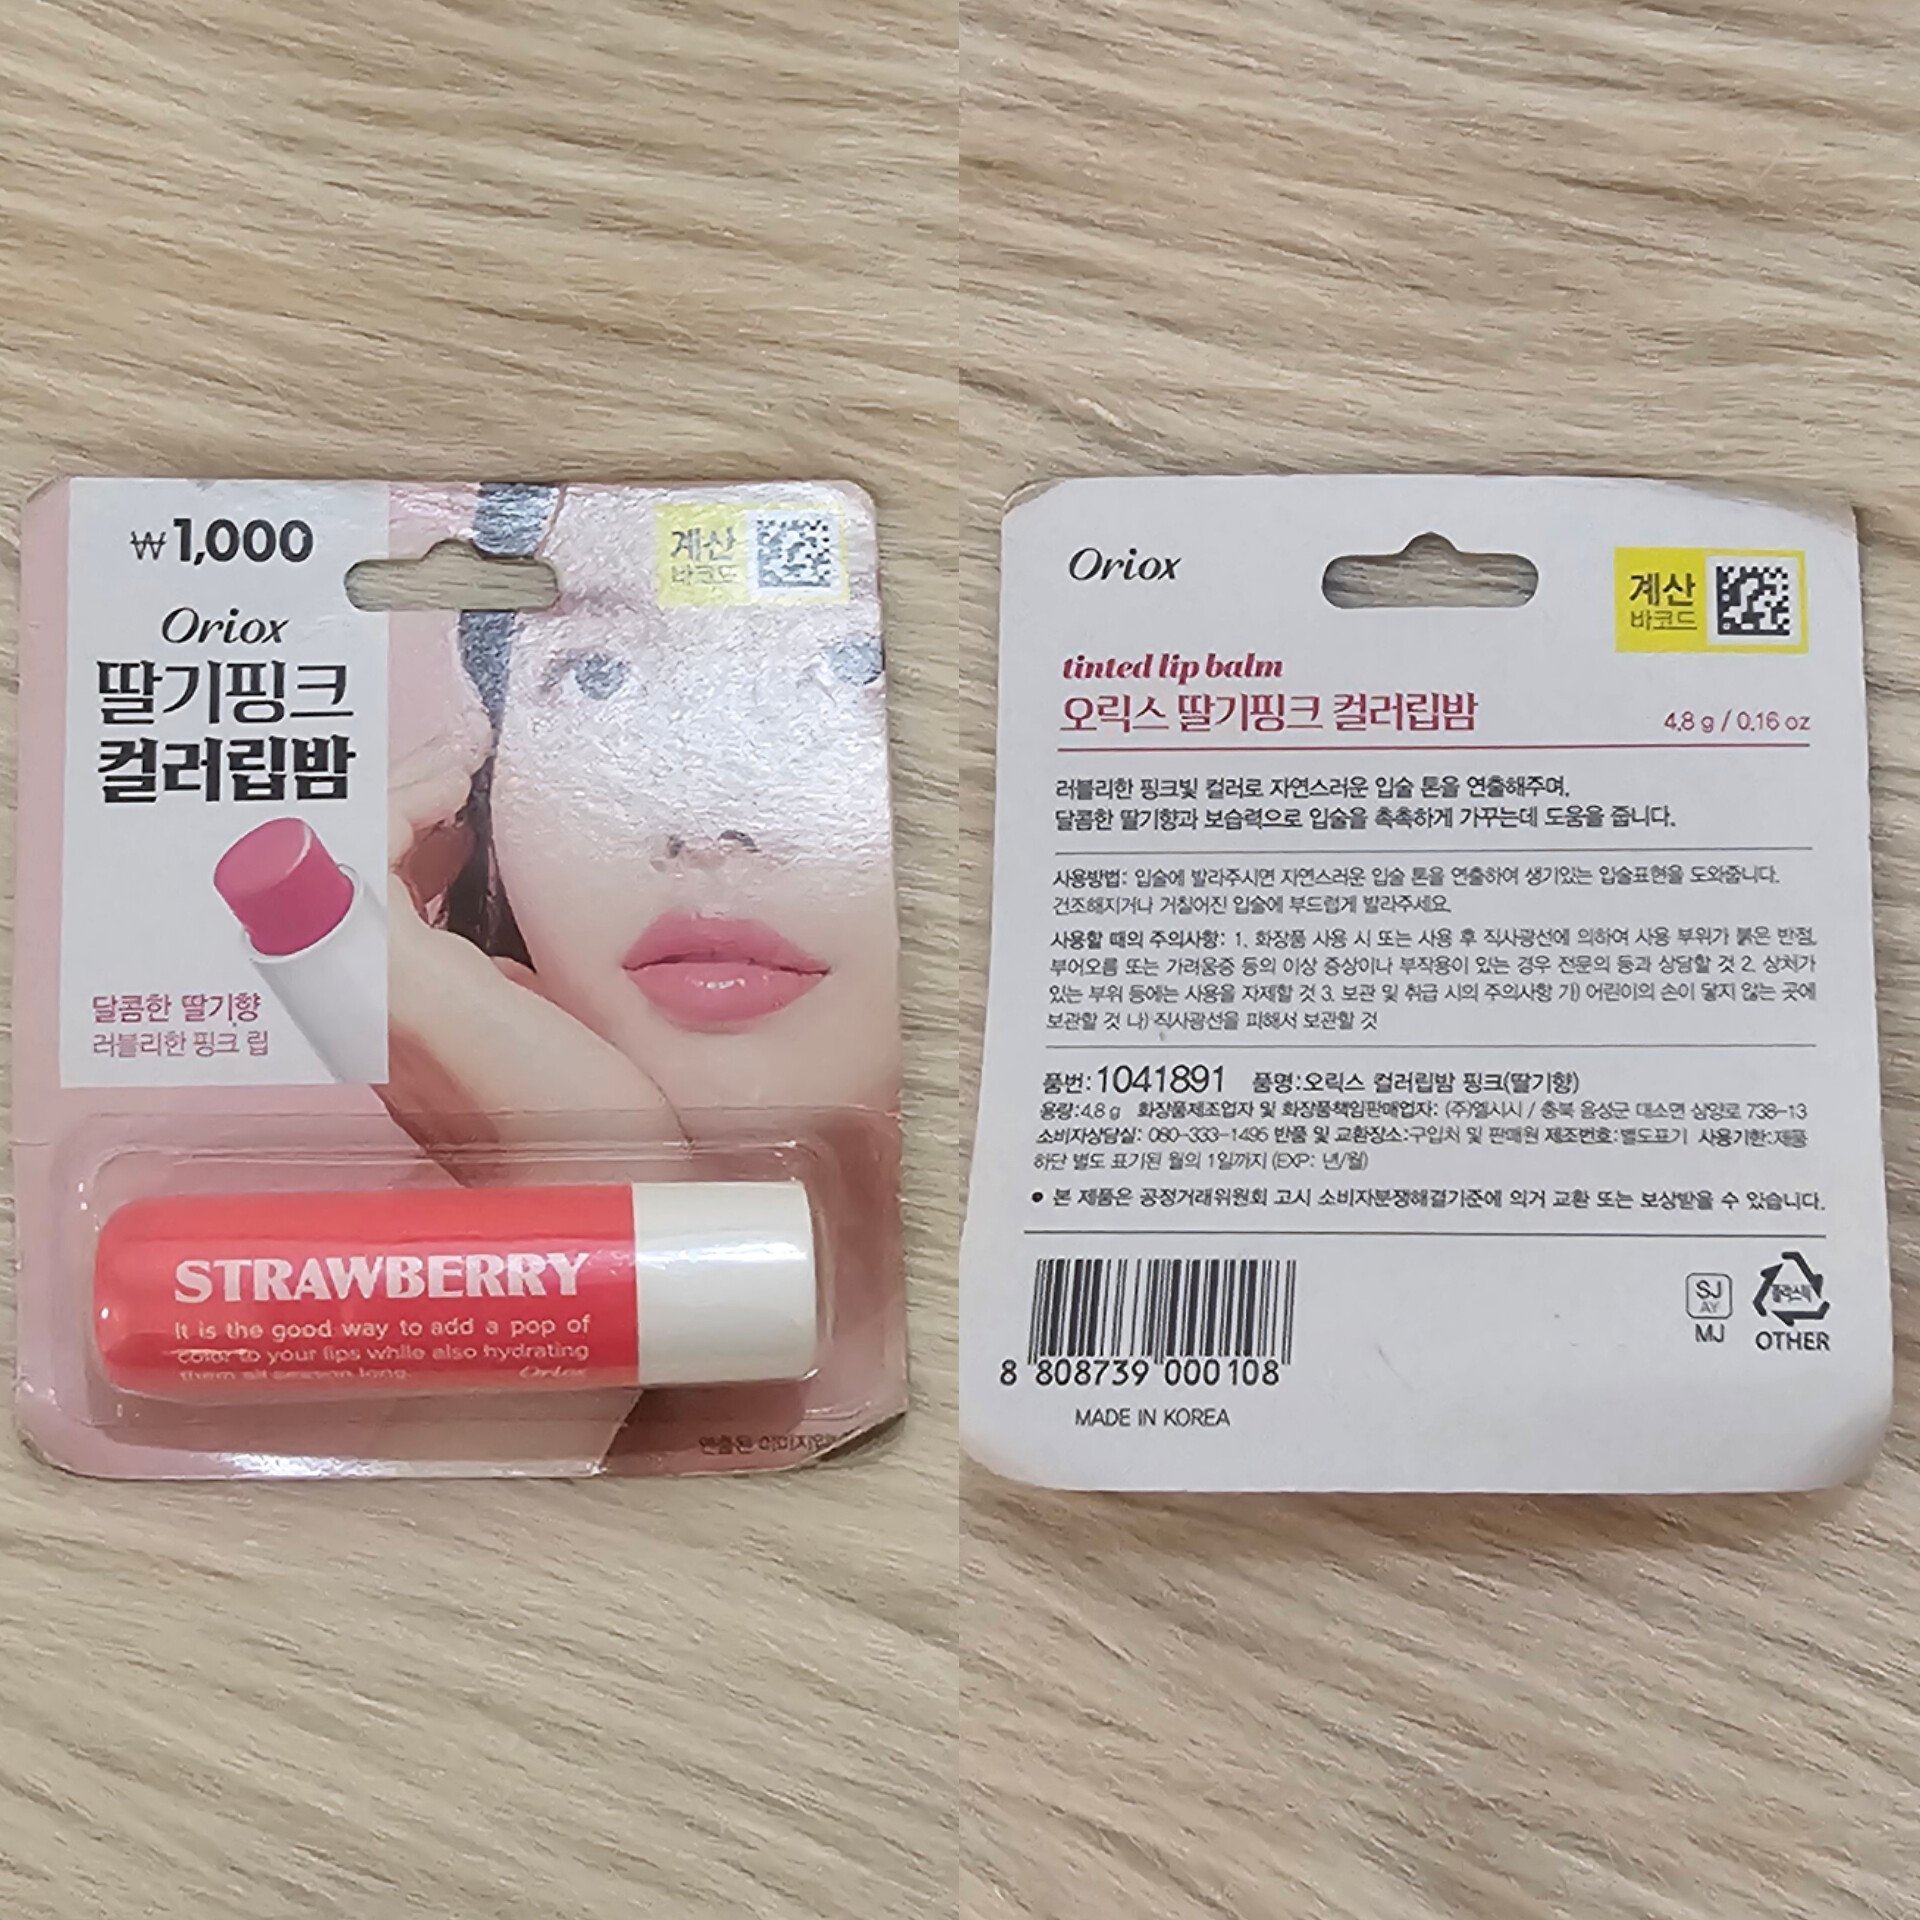 ₩1,000
계산
바코드
Oriox
딸기핑크
컬러립밤
달콤한 딸기향
러블리한 핑크 립
STRAWBERRY
It is the good way to add a pop of
color to your lips while also hydrating
them all season long.
Oriox
연출된 이미지
Oriox
계산
바코드
tinted lip balm
오릭스 딸기핑크 컬러립밤
4.8 g / 0.16 oz
러블리한 핑크빛 컬러로 자연스러운 입술 톤을 연출해주며,
달콤한 딸기향과 보습력으로 입술을 촉촉하게 가꾸는데 도움을 줍니다.
사용방법: 입술에 발라주시면 자연스러운 입술 톤을 연출하여 생기있는 입술표현을 도와줍니다.
건조해지거나 거칠어진 입술에 부드럽게 발라주세요.
사용할 때의 주의사항: 1. 화장품 사용 시 또는 사용 후 직사광선에 의하여 사용 부위가 붉은 반점,
부어오름 또는 가려움증 등의 이상 증상이나 부작용이 있는 경우 전문의 등과 상담할 것 2. 상처가
있는 부위 등에는 사용을 자제할 것 3. 보관 및 취급 시의 주의사항 가) 어린이의 손이 닿지 않는 곳에
보관할 것 나) 직사광선을 피해서 보관할 것
품번:1041891 품명:오릭스 컬러립밤 핑크(딸기향)
용량:4.8 g 화장품제조업자 및 화장품책임판매업자: (주)엘시시 / 충북 음성군 대소면 삼양로 738-13
소비자상담실: 080-333-1495 반품 및 교환장소:구입처 및 판매원 제조번호:별도표기 사용기한:제품
하단 별도 표기된 월의 1일까지 (EXP: 년/월)
● 본 제품은 공정거래위원회 고시 소비자분쟁해결기준에 의거 교환 또는 보상받을 수 있습니다.
SJ
AY
MJ
플라스틱
OTHER
8 808739 000108
MADE IN KOREA